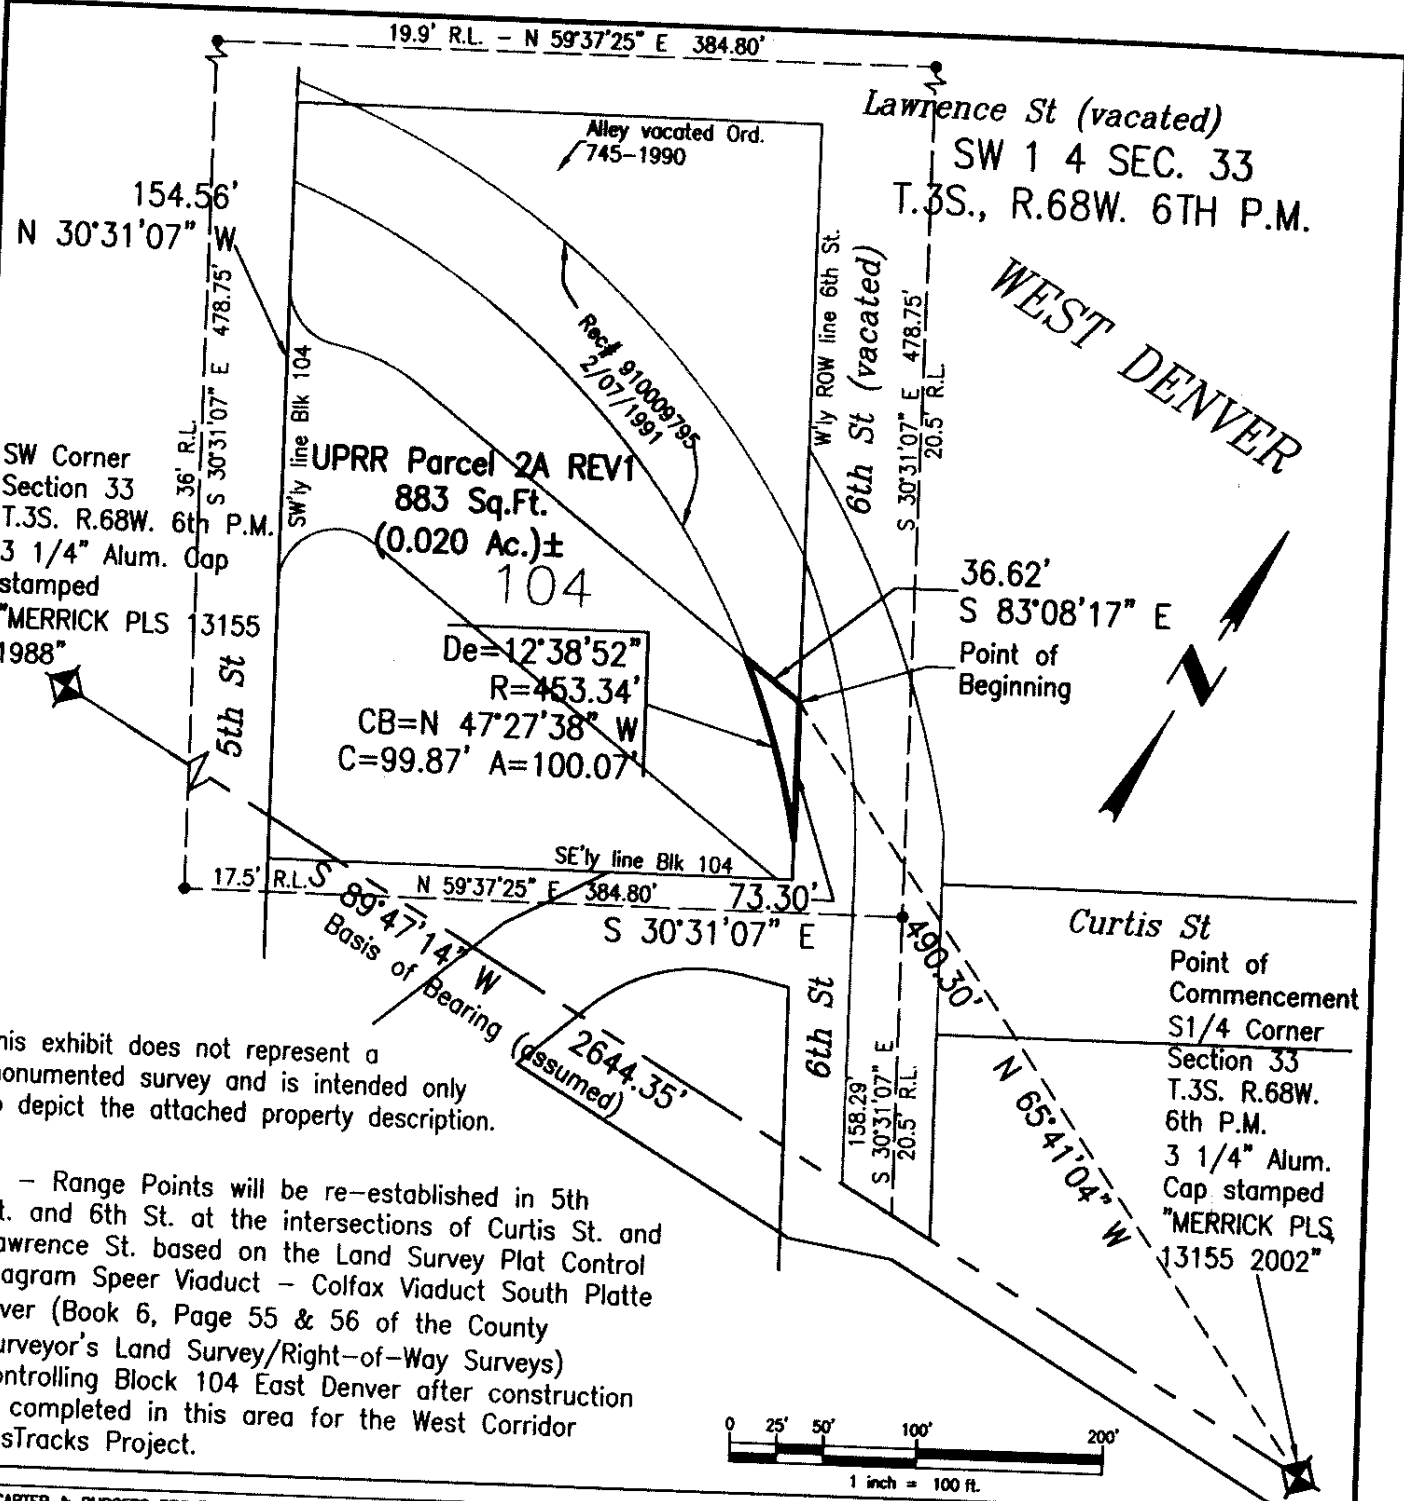 19.9' R.L. - N 59°37'25" E 384.80'
Lawrence St (vacated)
SW 1 4 SEC. 33
T.3S., R.68W. 6TH P.M.
Alley vacated Ord.
745-1990
154.56'
N 30°31'07" W
WEST DENVER
S 30°31'07" E 478.75'
36' R.L.
SW'ly line Blk 104
Rec# 910009795
2/07/1991
W'ly ROW line 6th St.
6th St (vacated)
S 30°31'07" E 478.75'
20.5' R.L.
SW Corner
Section 33
T.3S. R.68W. 6th P.M.
3 1/4" Alum. Cap
stamped
"MERRICK PLS 13155
1988"
UPRR Parcel 2A REV1
883 Sq.Ft.
(0.020 Ac.)±
104
De=12°38'52"
R=453.34'
CB=N 47°27'38" W
C=99.87' A=100.07'
36.62'
S 83°08'17" E
Point of
Beginning
N
5th St
SE'ly line Blk 104
17.5' R.L.
N 59°37'25" E 384.80'
73.30'
S 30°31'07" E
S 89°47'14" W
Basis of Bearing (assumed)
2644.35'
490.30'
N 65°41'04" W
6th St
158.29'
S 30°31'07" E
20.5' R.L.
Curtis St
Point of
Commencement
S1/4 Corner
Section 33
T.3S. R.68W.
6th P.M.
3 1/4" Alum.
Cap stamped
"MERRICK PLS
13155 2002"
his exhibit does not represent a
onumented survey and is intended only
o depict the attached property description.
. - Range Points will be re-established in 5th
t. and 6th St. at the intersections of Curtis St. and
awrence St. based on the Land Survey Plat Control
agram Speer Viaduct - Colfax Viaduct South Platte
ver (Book 6, Page 55 & 56 of the County
urveyor's Land Survey/Right-of-Way Surveys)
ontrolling Block 104 East Denver after construction
completed in this area for the West Corridor
sTracks Project.
0 25' 50' 100' 200'
1 inch = 100 ft.